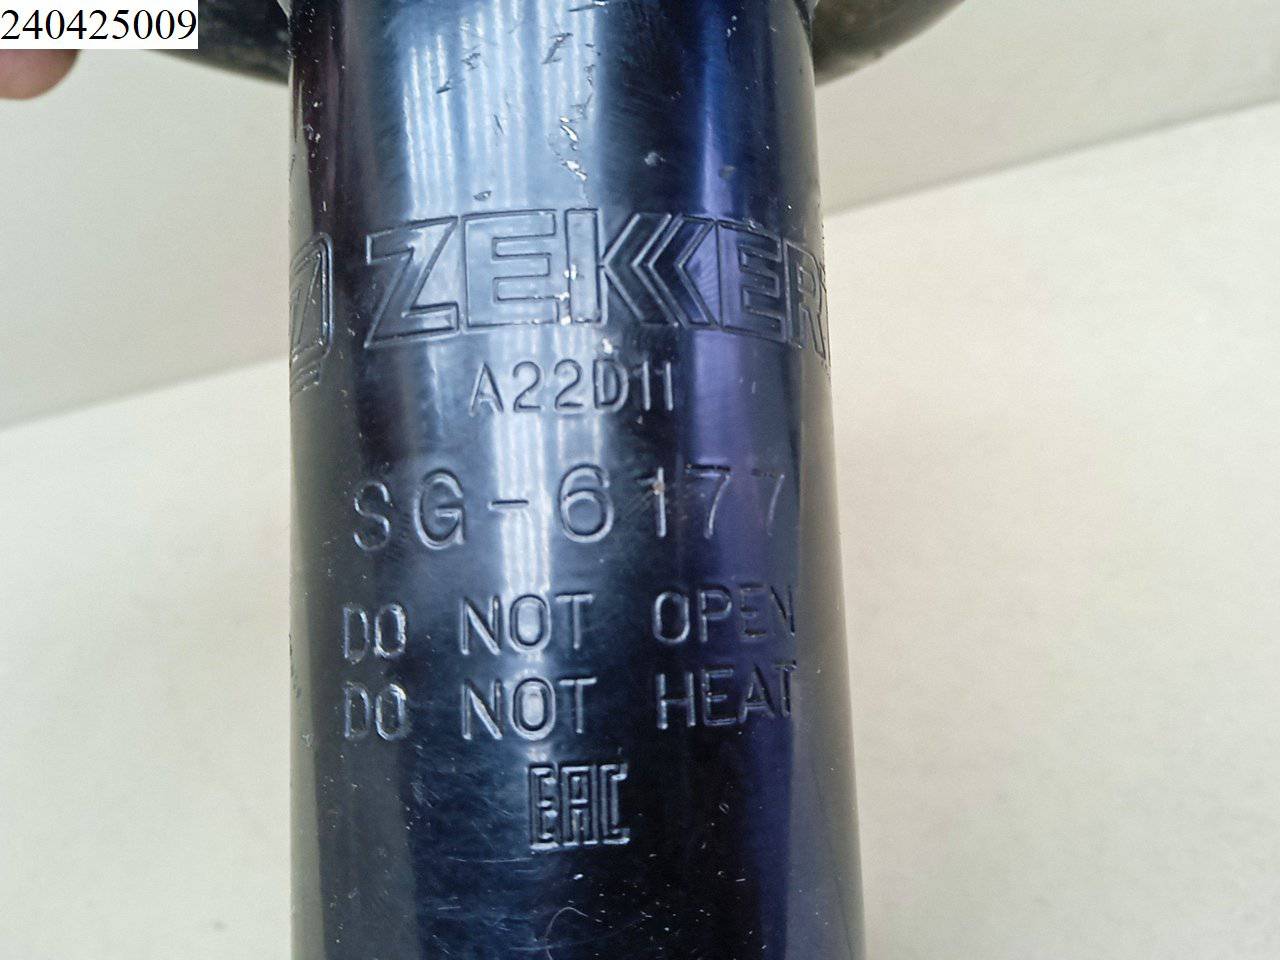 240425009
Z ZEKKERT
A22D11
SG-6177
DO NOT OPEN
DO NOT HEAT
EAC